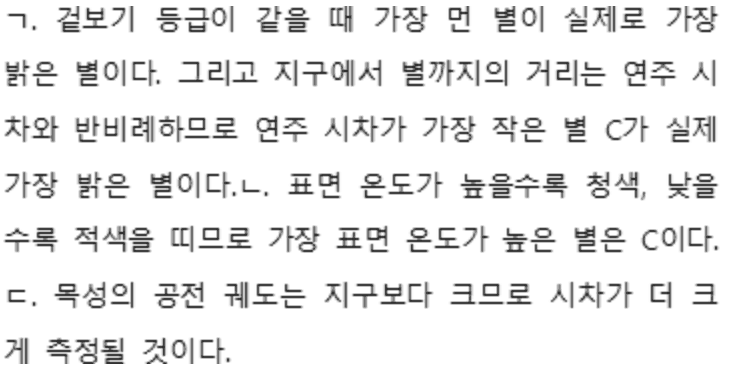 ㄱ. 겉보기 등급이 같을 때 가장 먼 별이 실제로 가장
밝은 별이다. 그리고 지구에서 별까지의 거리는 연주 시
차와 반비례하므로 연주 시차가 가장 작은 별 C가 실제
가장 밝은 별이다.ㄴ. 표면 온도가 높을수록 청색, 낮을
수록 적색을 띠므로 가장 표면 온도가 높은 별은 C이다.
ㄷ. 목성의 공전 궤도는 지구보다 크므로 시차가 더 크
게 측정될 것이다.